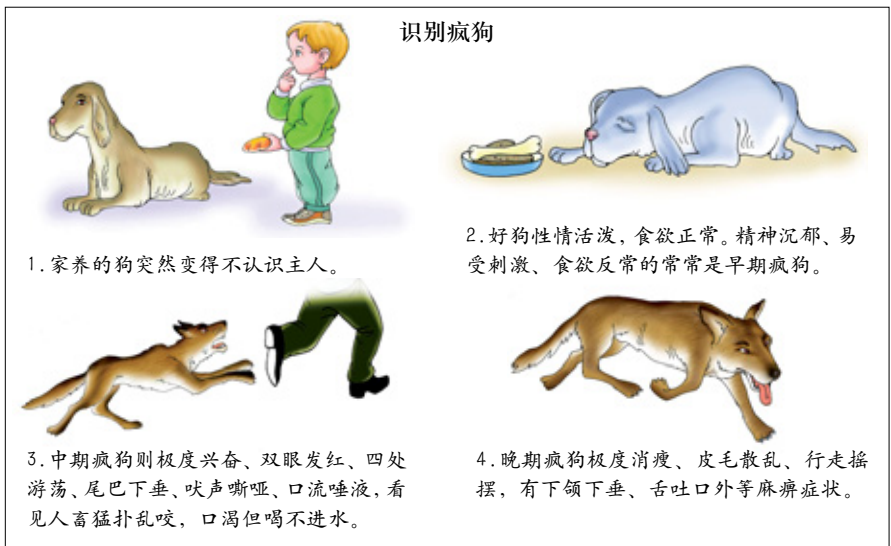 识别疯狗
1.家养的狗突然变得不认识主人。
2.好狗性情活泼，食欲正常。精神沉郁、易
受刺激、食欲反常的常常是早期疯狗。
3.中期疯狗则极度兴奋、双眼发红、四处
游荡、尾巴下垂、吠声嘶哑、口流唾液，看
见人畜猛扑乱咬，口渴但喝不进水。
4.晚期疯狗极度消瘦、皮毛散乱、行走摇
摆，有下颌下垂、舌吐口外等麻痹症状。